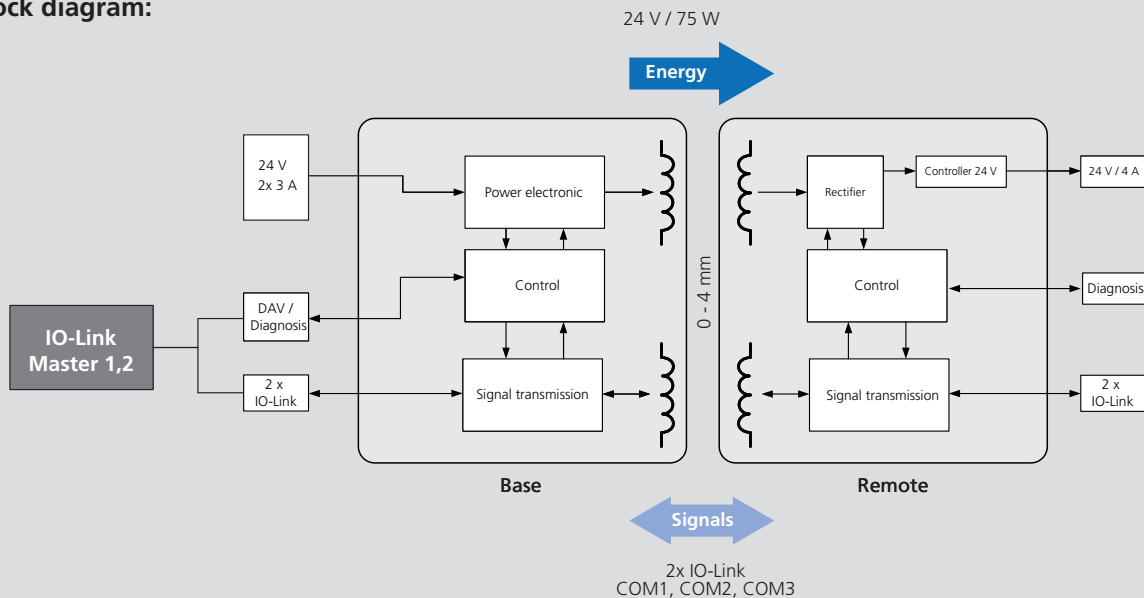 ock diagram:
24 V / 75 W
Energy
24 V
2x 3 A
Power electronic
Rectifier
Controller 24 V
24 V / 4 A
Control
0 - 4 mm
Control
DAV /
Diagnosis
Diagnosis
IO-Link
Master 1,2
2 x
IO-Link
Signal transmission
Signal transmission
2 x
IO-Link
Base
Remote
Signals
2x IO-Link
COM1, COM2, COM3